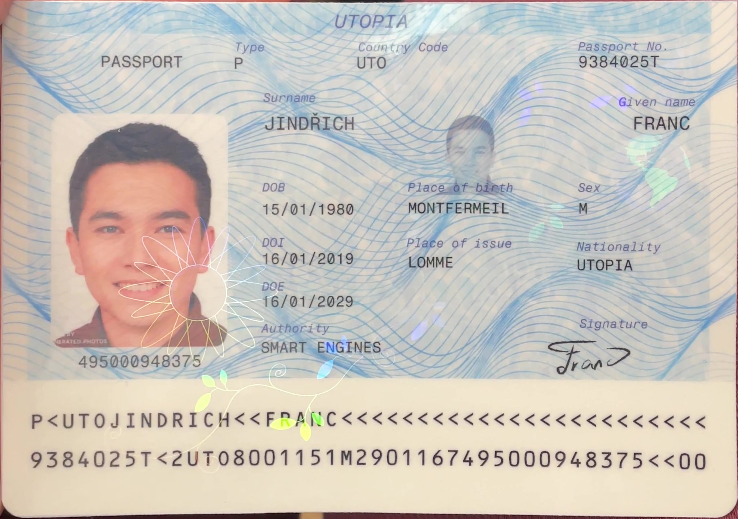 UTOPIA
Type Country Code Passport No.
PASSPORT P UTO 9384025T
Surname Given name
JINDŘICH FRANC
DOB Place of birth Sex
15/01/1980 MONTFERMEIL M
DOI Place of issue Nationality
16/01/2019 LOMME UTOPIA
DOE
16/01/2029
Authority Signature
SMART ENGINES Franc
495000948375
P<UTOJINDRICH<<FRANC<<<<<<<<<<<<<<<<<<<<<<<<
9384025T<2UTO8001151M2901167495000948375<<00